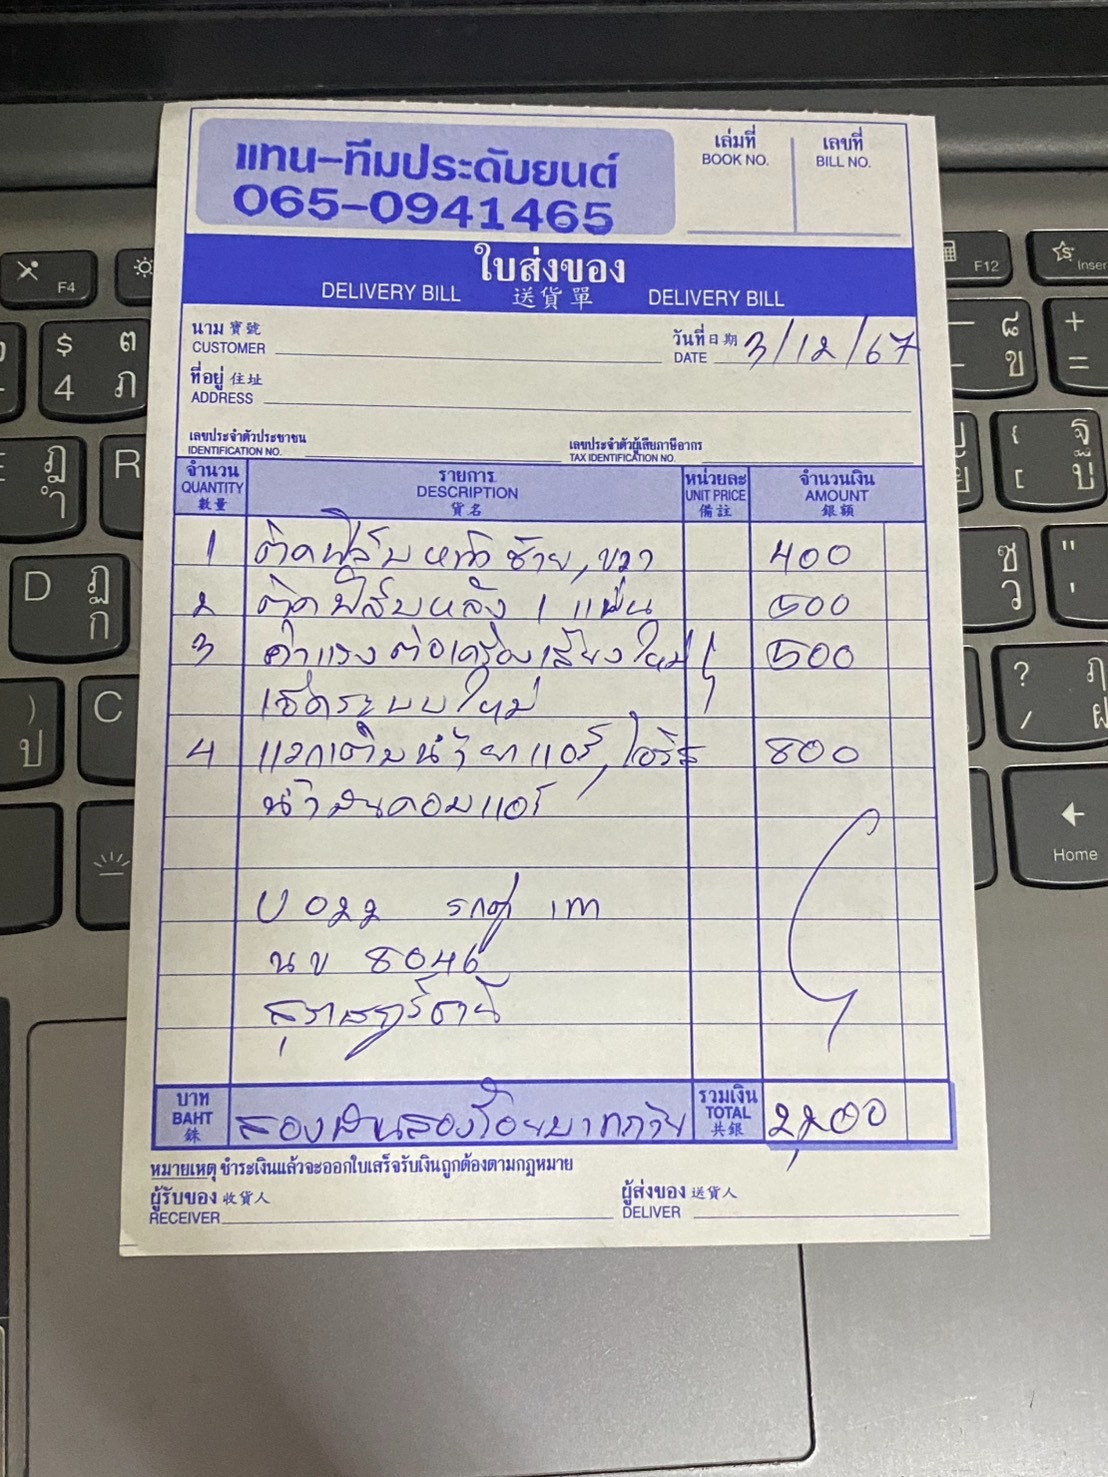 แทน-ทีมประดับยนต์
065-0941465
เล่มที่
BOOK NO.
เลขที่
BILL NO.
ใบส่งของ
DELIVERY BILL 送貨單 DELIVERY BILL
นาม 寶號
CUSTOMER
วันที่ 日期 3/12/67
DATE
ที่อยู่ 住址
ADDRESS
เลขประจำตัวประชาชน
IDENTIFICATION NO.
เลขประจำตัวผู้เสียภาษีอากร
TAX IDENTIFICATION NO.
จำนวน รายการ หน่วยละ จำนวนเงิน
QUANTITY DESCRIPTION UNIT PRICE AMOUNT
數量 貨名 備註 銀額
1 ติดฟิล์มหน้า ซ้าย, ขวา 400
2 ติดฟิล์มหลัง 1 แผ่น 500
3 ค่าแรง ต่อเครื่องเสียงใหม่ 500
เช็คระบบใหม่
4 แวคเติมน้ำยาแอร์, 800
น้ำมันคอมแอร์
U 022
นข 8046
สุราษฎร์ธานี
บาท
BAHT
銖
สองพันสองร้อยบาทถ้วน
รวมเงิน
TOTAL
共銀
2,200
หมายเหตุ ชำระเงินแล้วจะออกใบเสร็จรับเงินถูกต้องตามกฎหมาย
ผู้รับของ 收貨人
RECEIVER
ผู้ส่งของ 送貨人
DELIVER
F4
F12
Inser
$
4
ต
ภ
R
D
C
Home